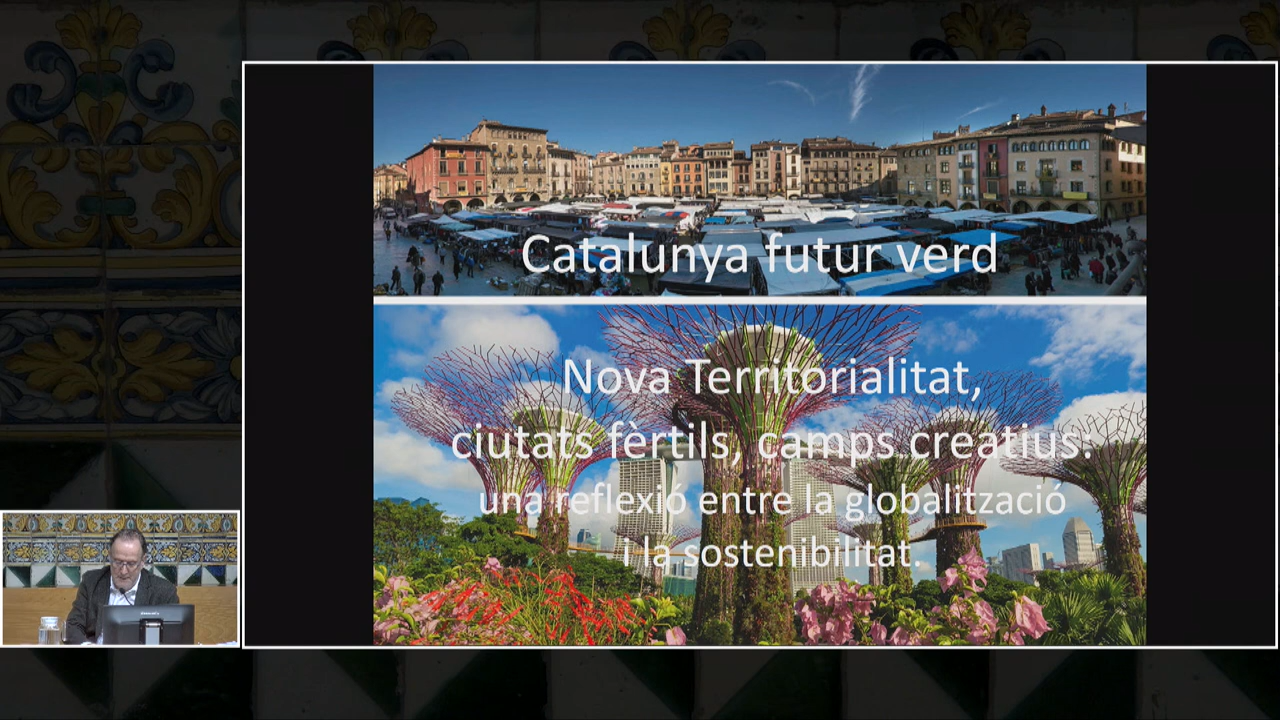 Catalunya futur verd
Nova Territorialitat,
ciutats fèrtils, camps creatius:
una reflexió entre la globalització
i la sostenibilitat.